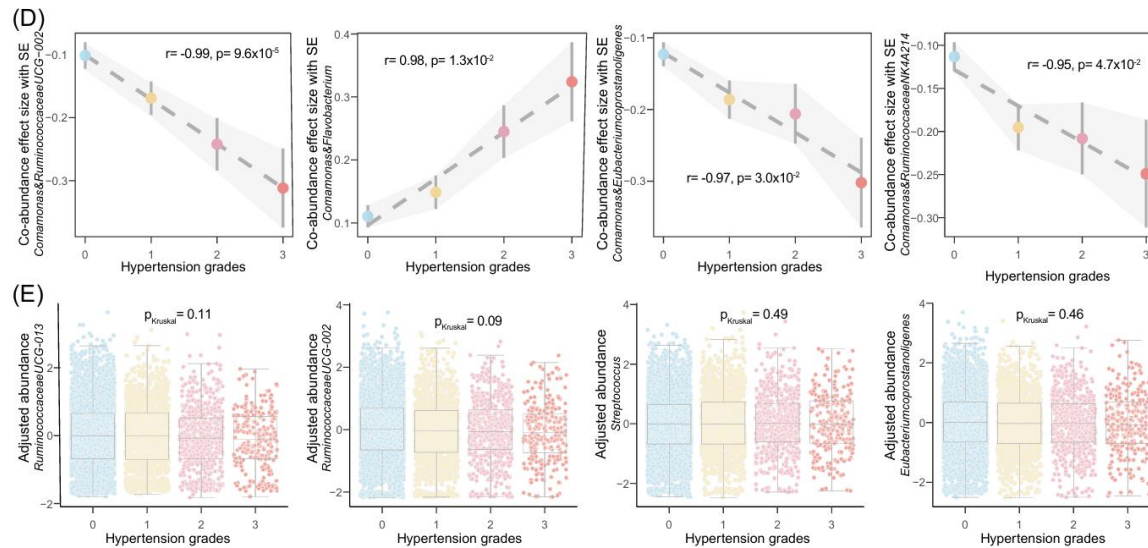 (D)
Co-abundance effect size with SE
Comamonas&RuminococcaceaeUCG-002
-0.1
-0.2
-0.3
r= -0.99, p= 9.6x10-5
0 1 2 3
Hypertension grades
Co-abundance effect size with SE
Comamonas&Flavobacterium
0.4
0.3
0.2
0.1
r= 0.98, p= 1.3x10-2
0 1 2 3
Hypertension grades
Co-abundance effect size with SE
Comamonas&Eubacteriumcoprostanoligenes
-0.1
-0.2
-0.3
r= -0.97, p= 3.0x10-2
0 1 2 3
Hypertension grades
Co-abundance effect size with SE
Comamonas&RuminococcaceaeNK4A214
-0.10
-0.15
-0.20
-0.25
-0.30
r= -0.95, p= 4.7x10-2
0 1 2 3
Hypertension grades
(E)
Adjusted abundance
RuminoccaceaeUCG-013
2
0
-2
pKruskal= 0.11
0 1 2 3
Hypertension grades
Adjusted abundance
RuminoccaceaeUCG-002
4
2
0
-2
pKruskal= 0.09
0 1 2 3
Hypertension grades
Adjusted abundance
Streptococcus
4
2
0
-2
pKruskal= 0.49
0 1 2 3
Hypertension grades
Adjusted abundance
Eubacteriumcoprostanoligenes
4
2
0
-2
pKruskal= 0.46
0 1 2 3
Hypertension grades